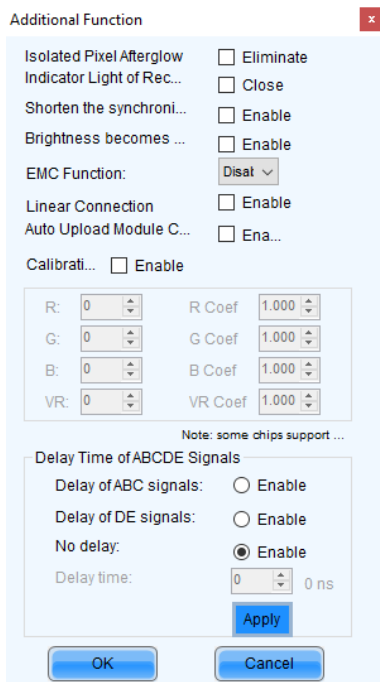 Additional Function
x
Isolated Pixel Afterglow Eliminate
Indicator Light of Rec... Close
Shorten the synchroni... Enable
Brightness becomes ... Enable
EMC Function: Disat
Linear Connection Enable
Auto Upload Module C... Ena...
Calibrati... Enable
R: 0 R Coef 1.000
G: 0 G Coef 1.000
B: 0 B Coef 1.000
VR: 0 VR Coef 1.000
Note: some chips support ...
Delay Time of ABCDE Signals
Delay of ABC signals: Enable
Delay of DE signals: Enable
No delay: Enable
Delay time: 0 0 ns
Apply
OK Cancel